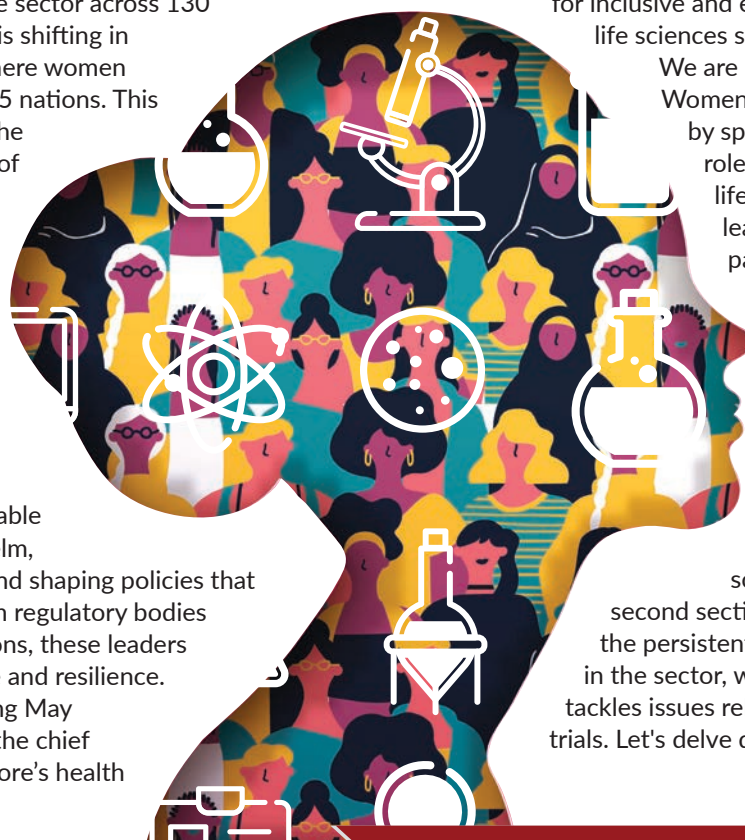 e sector across 130
is shifting in
here women
5 nations. This
he
of
able
lm,
nd shaping policies that
n regulatory bodies
ons, these leaders
and resilience.
ng May
the chief
ore's health
for inclusive and e
life sciences s
We are
Women
by sp
role
life
lea
pa
so
second secti
the persistent
in the sector, w
tackles issues re
trials. Let's delve d